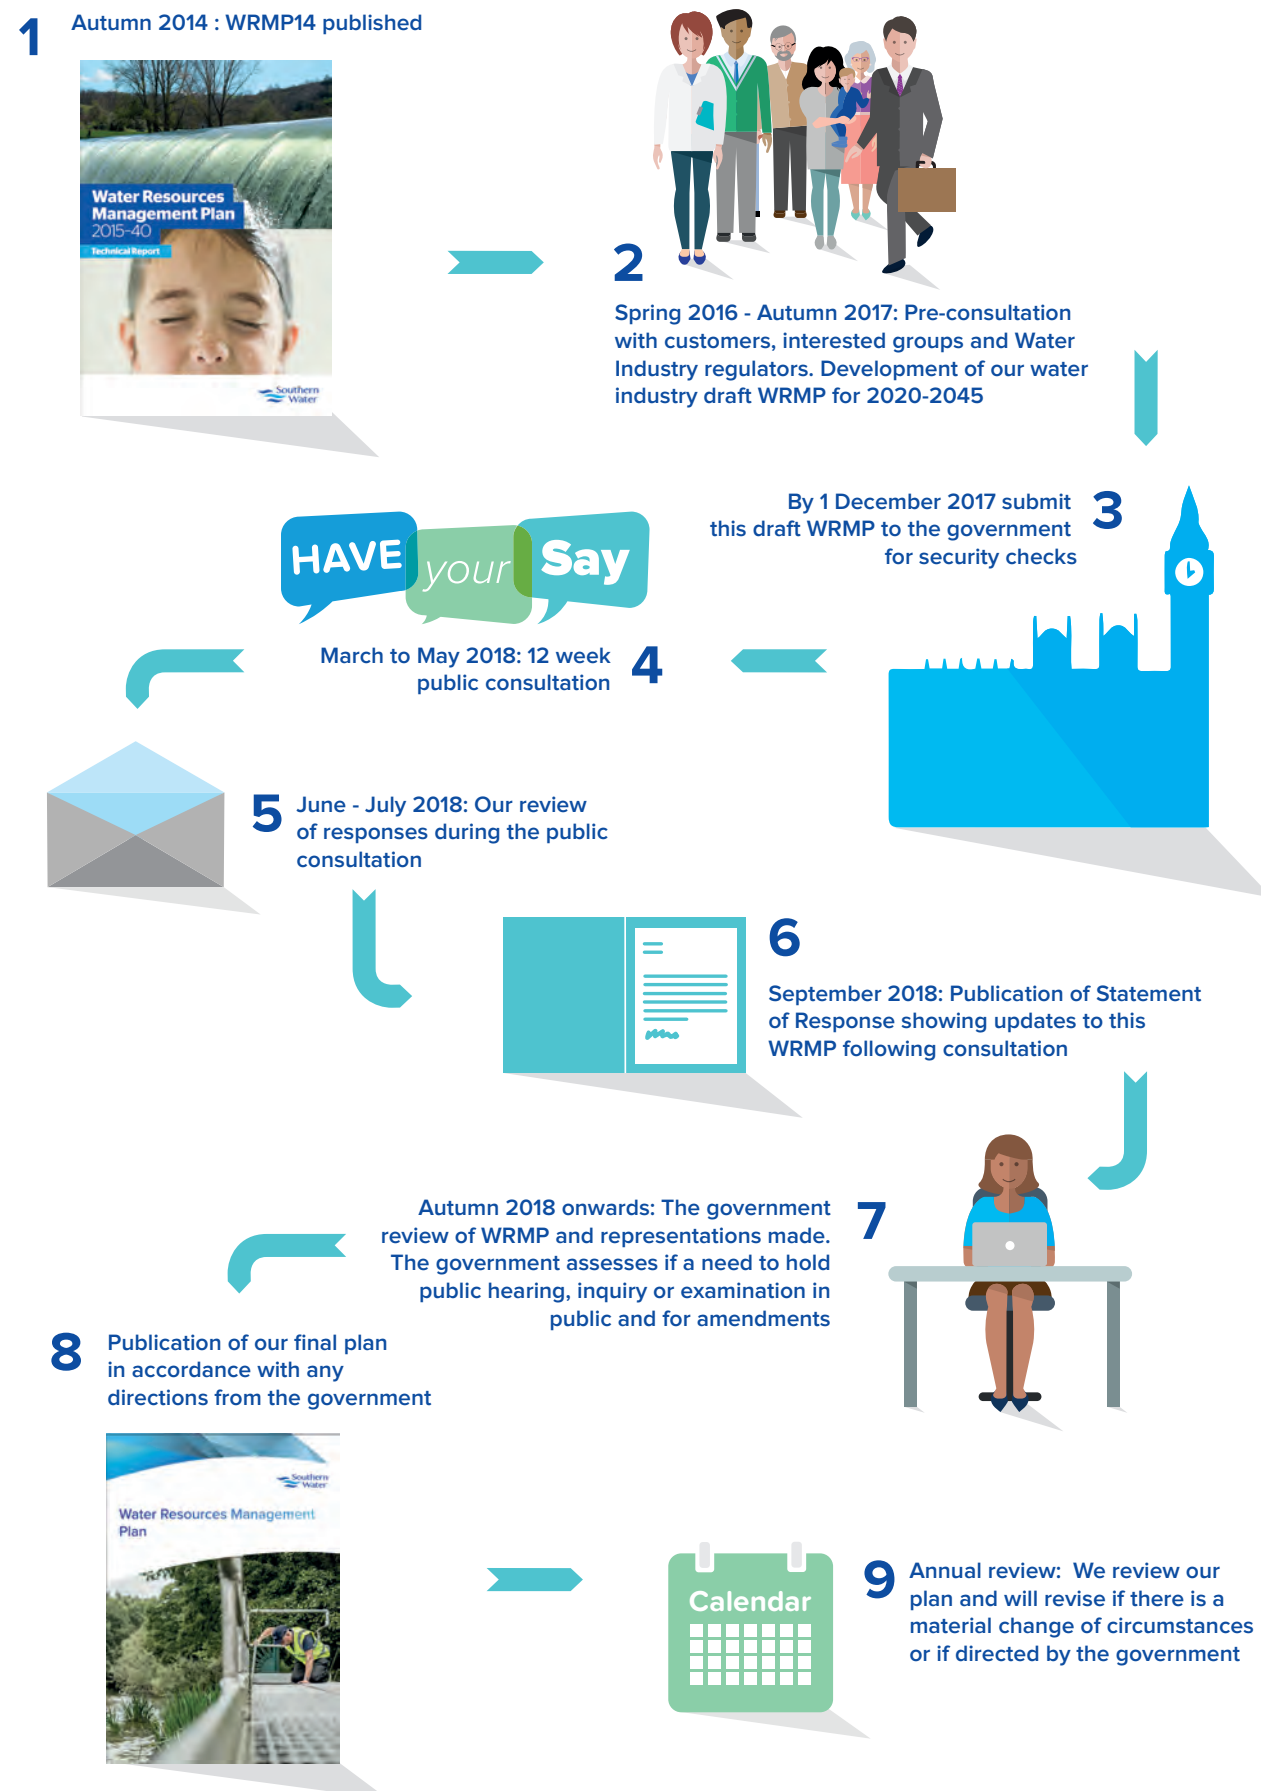 1
Autumn 2014 : WRMP14 published
Water Resources
Management Plan
2015-40
Technical Report
Southern
Water
2
Spring 2016 - Autumn 2017: Pre-consultation
with customers, interested groups and Water
Industry regulators. Development of our water
industry draft WRMP for 2020-2045
3
By 1 December 2017 submit
this draft WRMP to the government
for security checks
HAVE your Say
4
March to May 2018: 12 week
public consultation
5
June - July 2018: Our review
of responses during the public
consultation
6
September 2018: Publication of Statement
of Response showing updates to this
WRMP following consultation
7
Autumn 2018 onwards: The government
review of WRMP and representations made.
The government assesses if a need to hold
public hearing, inquiry or examination in
public and for amendments
8
Publication of our final plan
in accordance with any
directions from the government
Southern
Water
Water Resources Management
Plan
Calendar
9
Annual review: We review our
plan and will revise if there is a
material change of circumstances
or if directed by the government